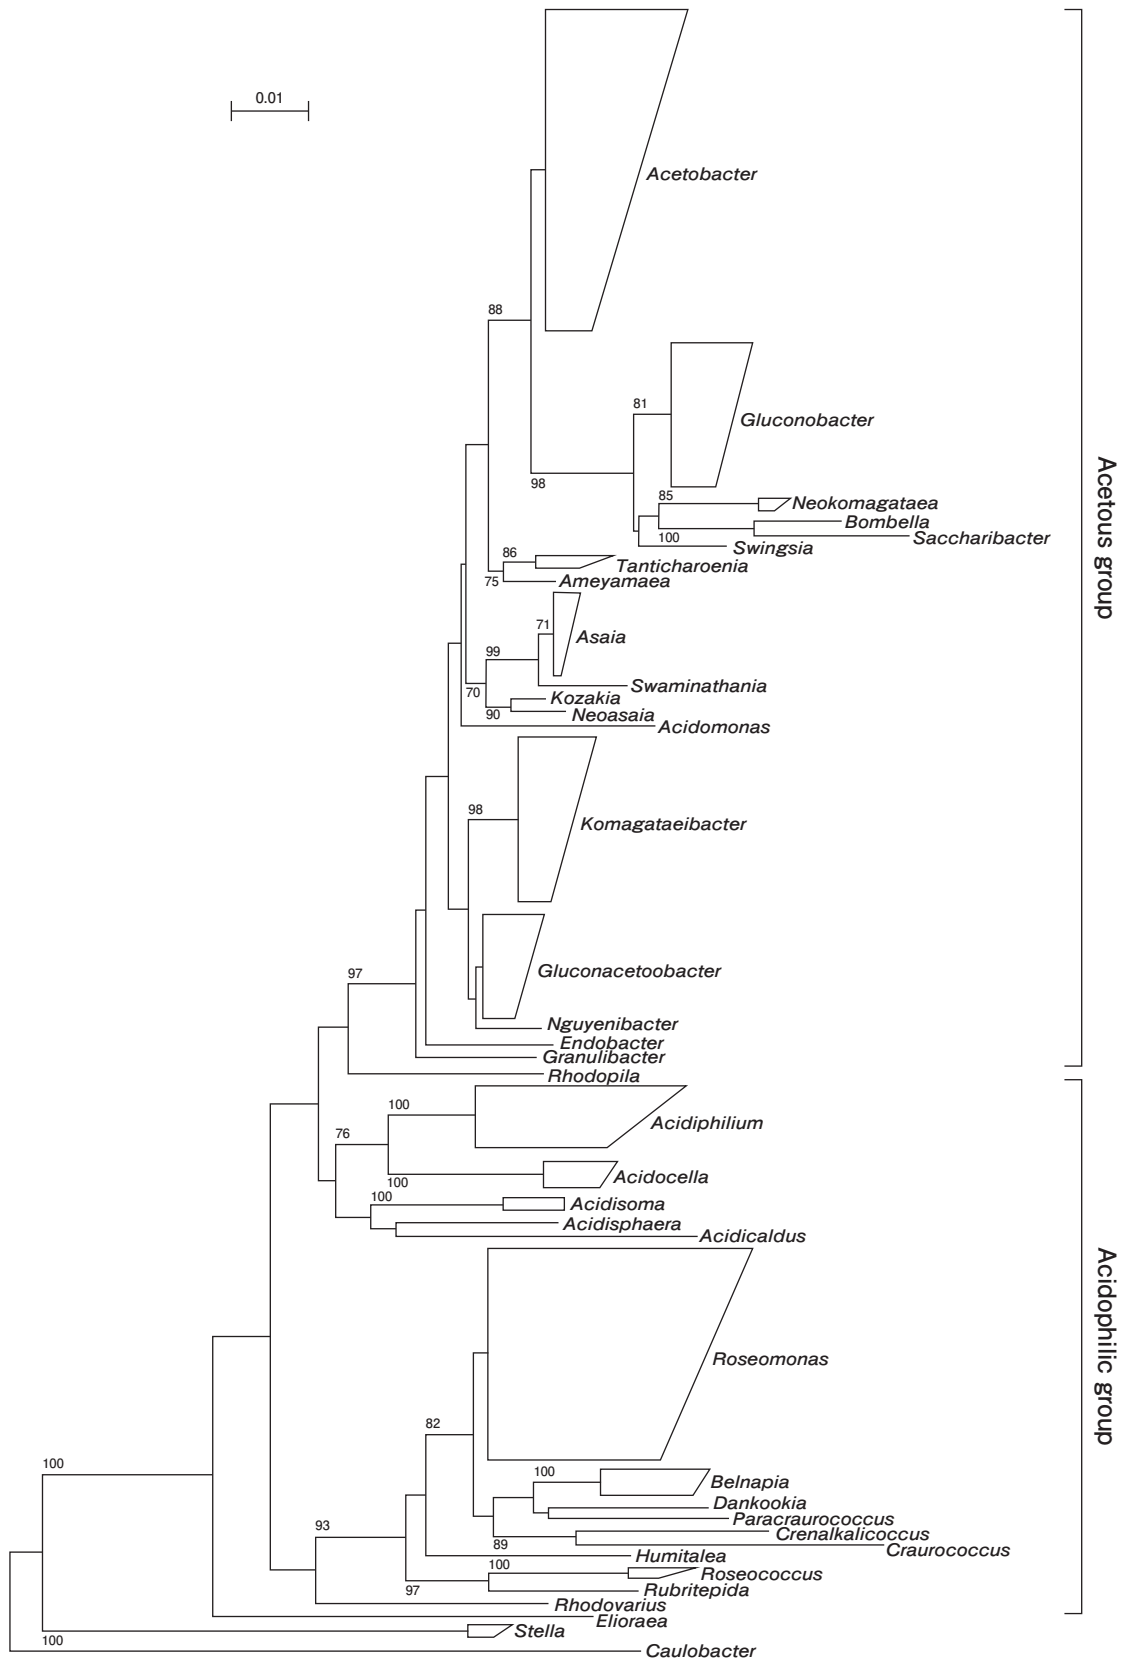 0.01
Acetobacter
88
81
Gluconobacter
98
85
Neokomagataea
Bombella
100
Saccharibacter
Swingsia
86
Tanticharoenia
75
Ameyamaea
71
Asaia
99
Swaminathania
70
Kozakia
90
Neoasaia
Acidomonas
98
Komagataeibacter
Gluconacetoobacter
97
Nguyenibacter
Endobacter
Granulibacter
Rhodopila
Acetous group
100
Acidiphilium
76
Acidocella
100
100
Acidisoma
Acidisphaera
Acidicaldus
Roseomonas
82
100
Belnapia
Dankookia
Paracraurococcus
Crenalkalicoccus
89
Craurococcus
Humitalea
93
100
Roseococcus
97
Rubritepida
Rhodovarius
Elioraea
Acidophilic group
100
Stella
100
Caulobacter